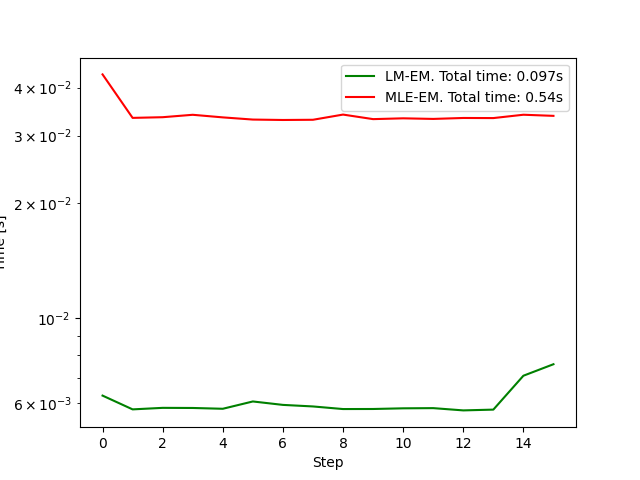 LM-EM. Total time: 0.097s
MLE-EM. Total time: 0.54s
4 × 10⁻²
3 × 10⁻²
2 × 10⁻²
10⁻²
6 × 10⁻³
[s]
0 2 4 6 8 10 12 14
Step